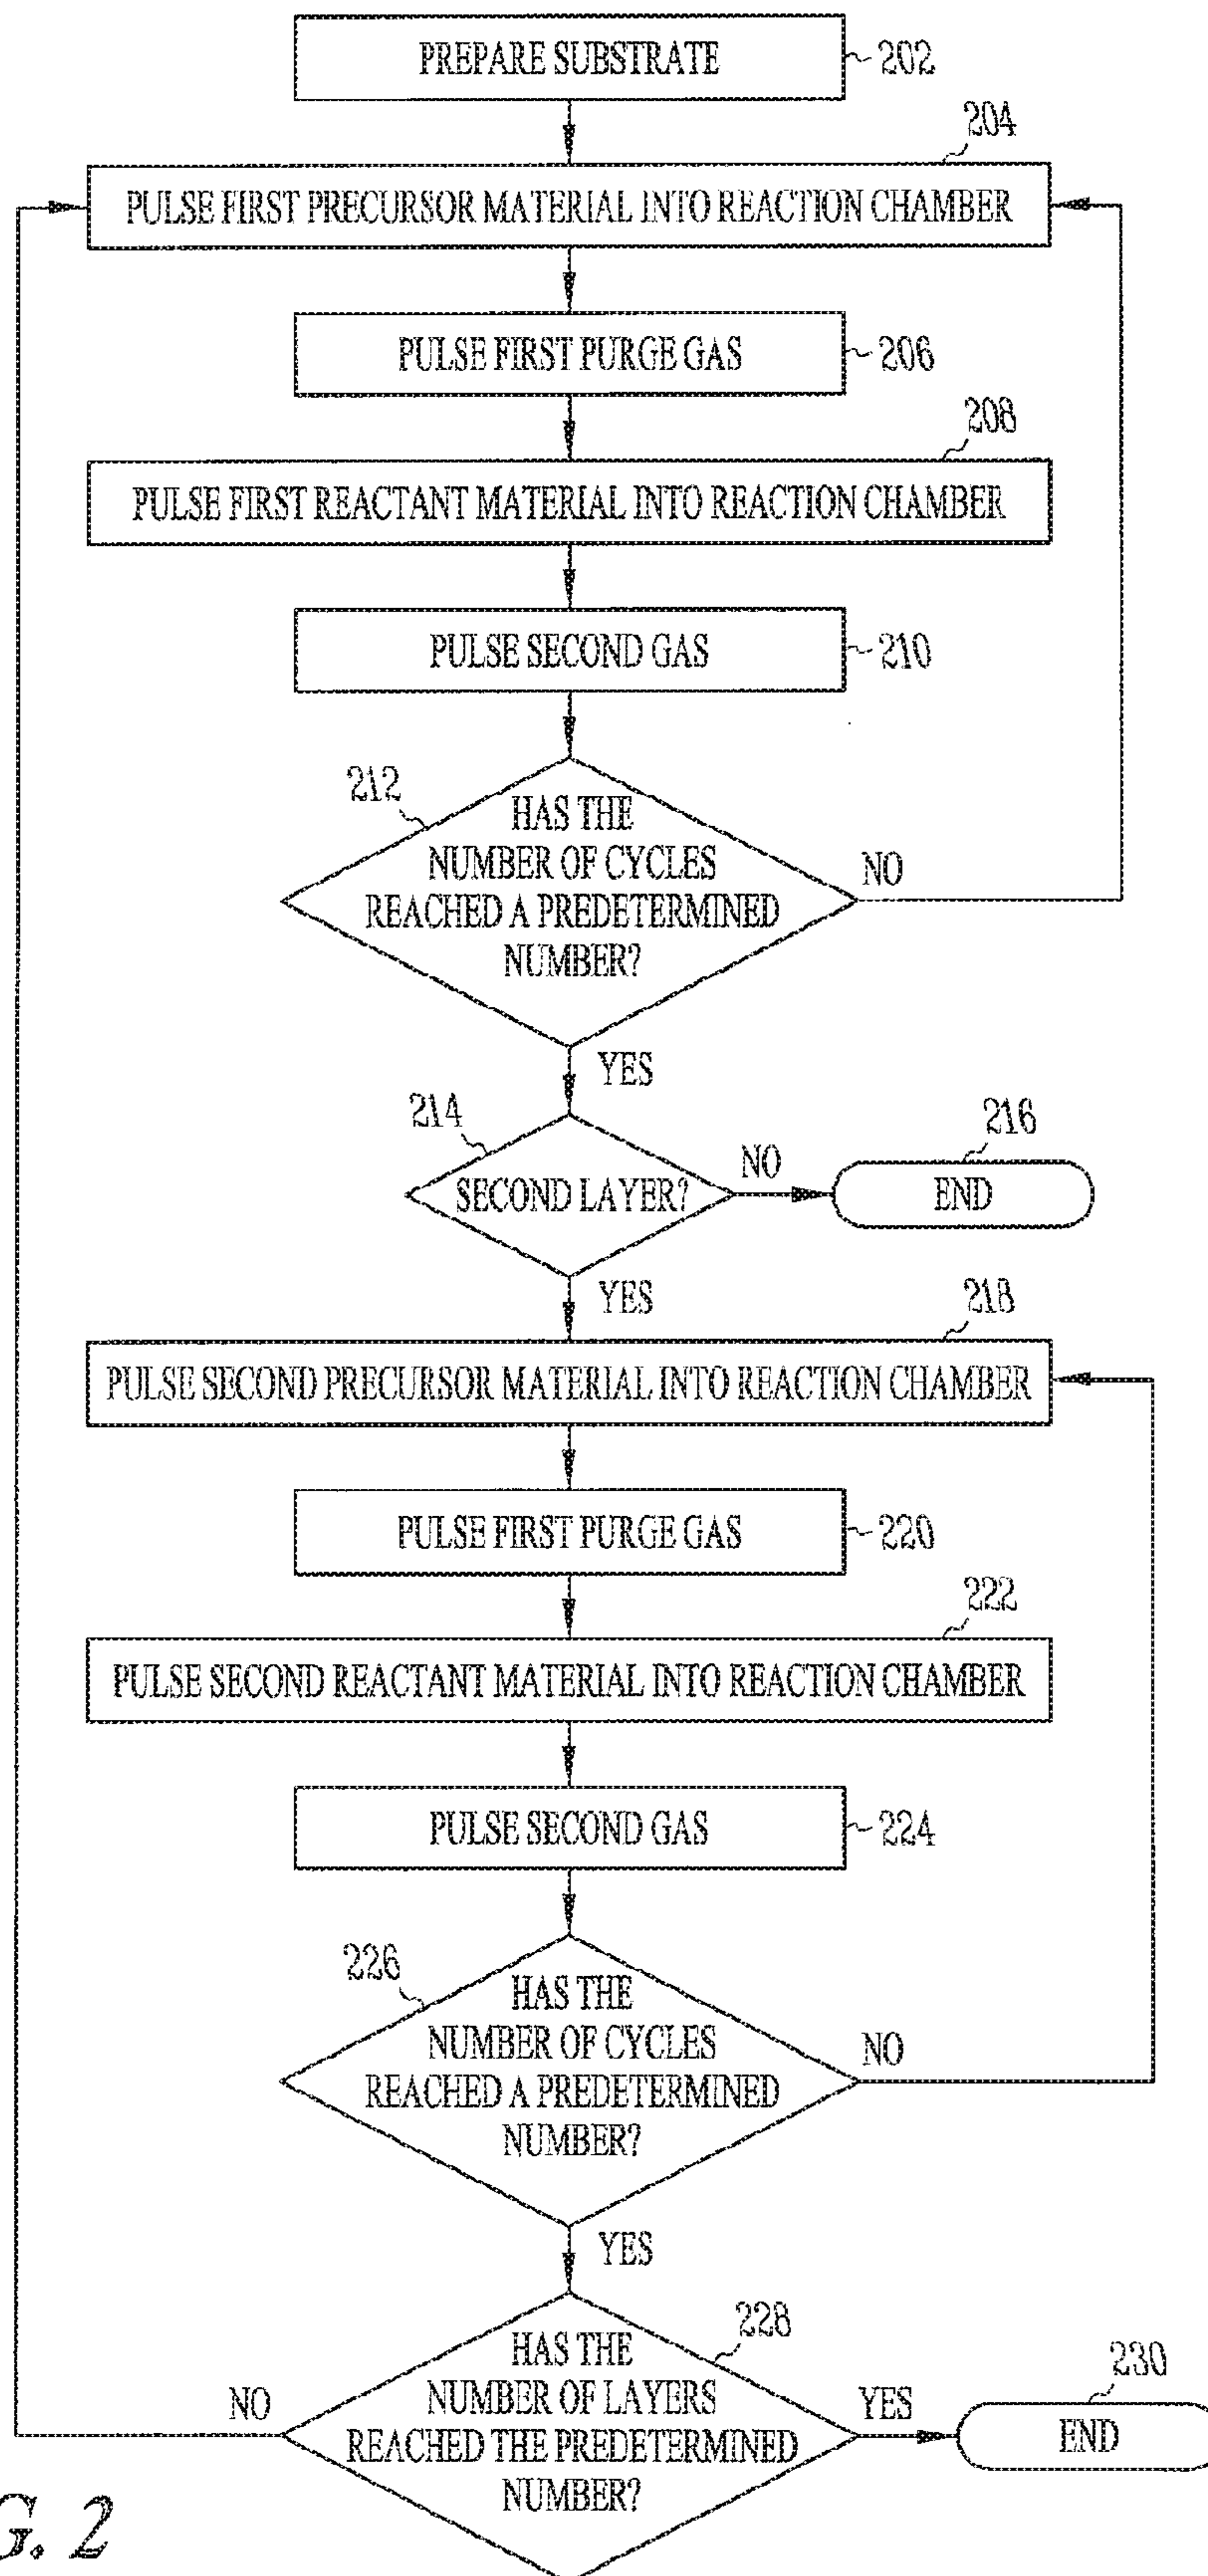 PREPARE SUBSTRATE
202
204
PULSE FIRST PRECURSOR MATERIAL INTO REACTION CHAMBER
PULSE FIRST PURGE GAS
206
208
PULSE FIRST REACTANT MATERIAL INTO REACTION CHAMBER
PULSE SECOND GAS
210
212
HAS THE
NUMBER OF CYCLES
REACHED A PREDETERMINED
NUMBER?
NO
YES
214
SECOND LAYER?
NO
216
END
YES
218
PULSE SECOND PRECURSOR MATERIAL INTO REACTION CHAMBER
PULSE FIRST PURGE GAS
220
222
PULSE SECOND REACTANT MATERIAL INTO REACTION CHAMBER
PULSE SECOND GAS
224
226
HAS THE
NUMBER OF CYCLES
REACHED A PREDETERMINED
NUMBER?
NO
YES
228
HAS THE
NUMBER OF LAYERS
REACHED THE PREDETERMINED
NUMBER?
NO
YES
230
END
G. 2